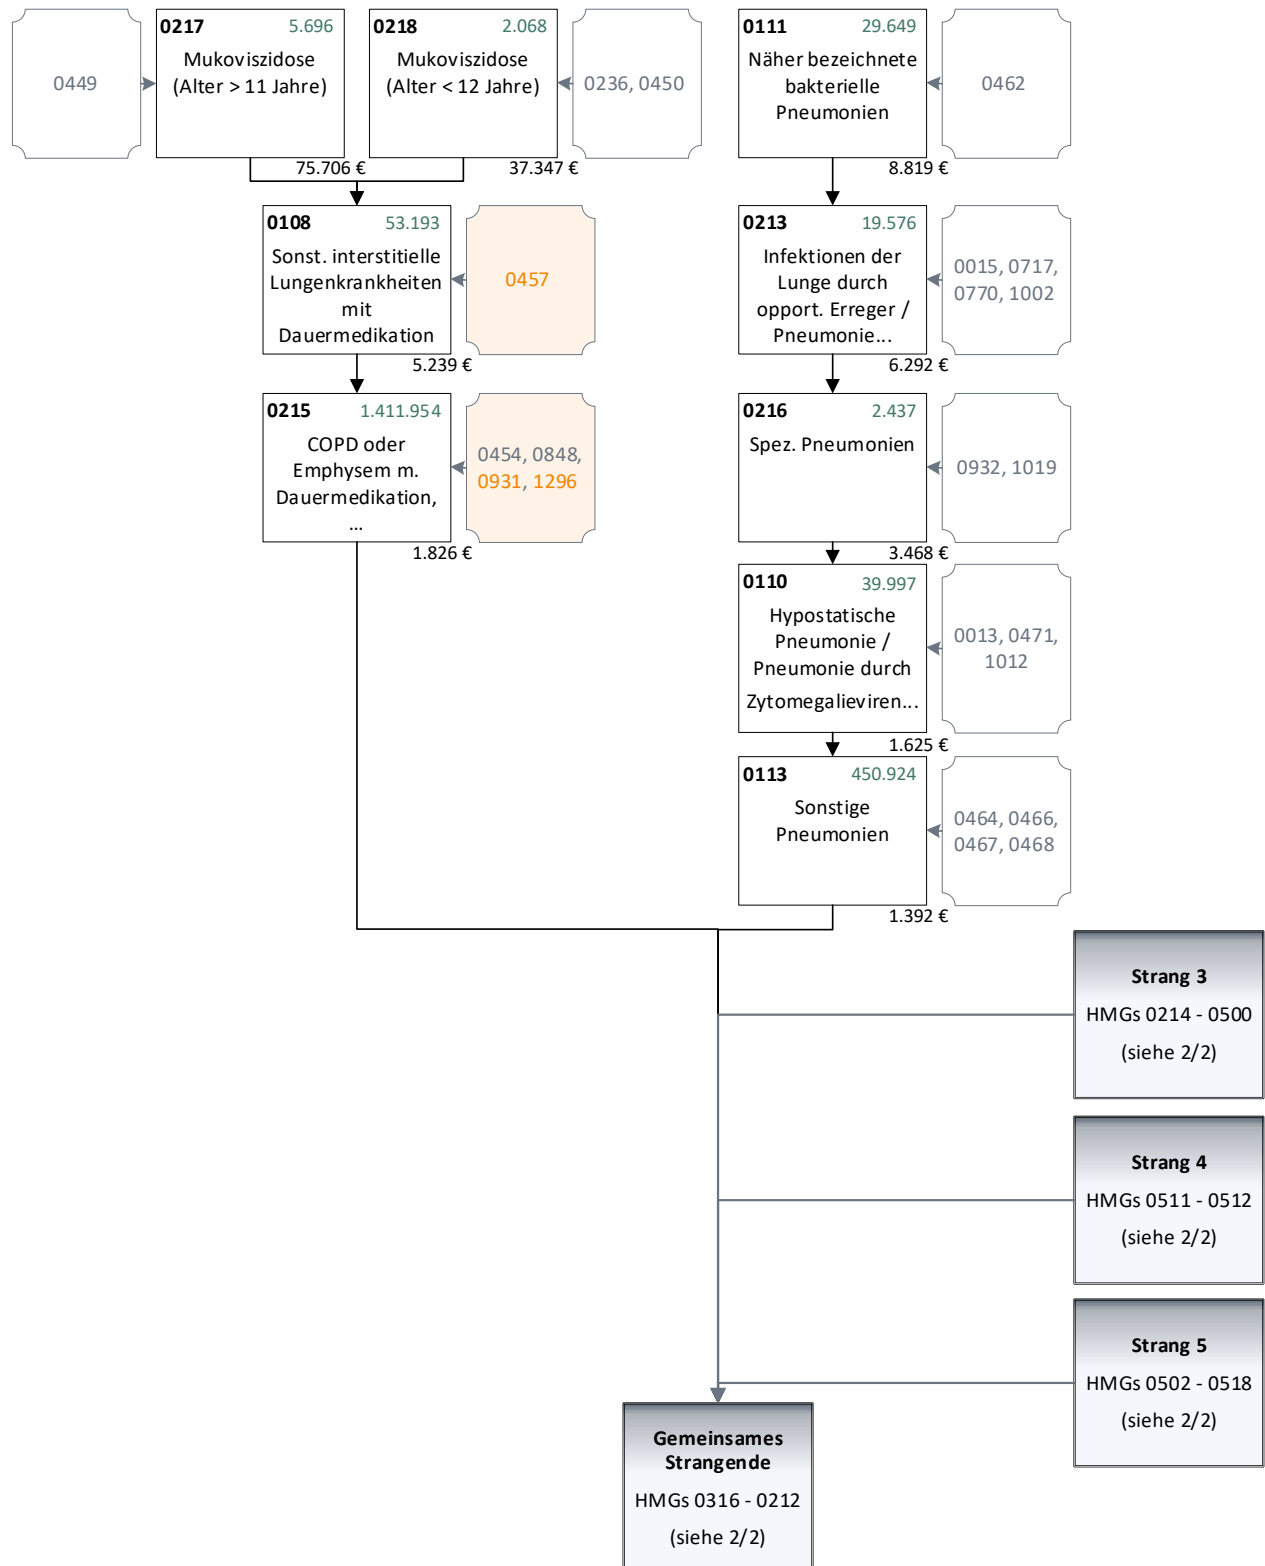 0449
0217 5.696
Mukoviszidose
(Alter > 11 Jahre)
75.706 €
0218 2.068
Mukoviszidose
(Alter < 12 Jahre)
37.347 €
0236, 0450
0111 29.649
Näher bezeichnete
bakterielle
Pneumonien
8.819 €
0462
0108 53.193
Sonst. interstitielle
Lungenkrankheiten
mit
Dauermedikation
5.239 €
0457
0213 19.576
Infektionen der
Lunge durch
opport. Erreger /
Pneumonie...
6.292 €
0015, 0717,
0770, 1002
0215 1.411.954
COPD oder
Emphysem m.
Dauermedikation,
...
1.826 €
0454, 0848,
0931, 1296
0216 2.437
Spez. Pneumonien
3.468 €
0932, 1019
0110 39.997
Hypostatische
Pneumonie /
Pneumonie durch
Zytomegalieviren...
1.625 €
0013, 0471,
1012
0113 450.924
Sonstige
Pneumonien
1.392 €
0464, 0466,
0467, 0468
Strang 3
HMGs 0214 - 0500
(siehe 2/2)
Strang 4
HMGs 0511 - 0512
(siehe 2/2)
Strang 5
HMGs 0502 - 0518
(siehe 2/2)
Gemeinsames
Strangende
HMGs 0316 - 0212
(siehe 2/2)